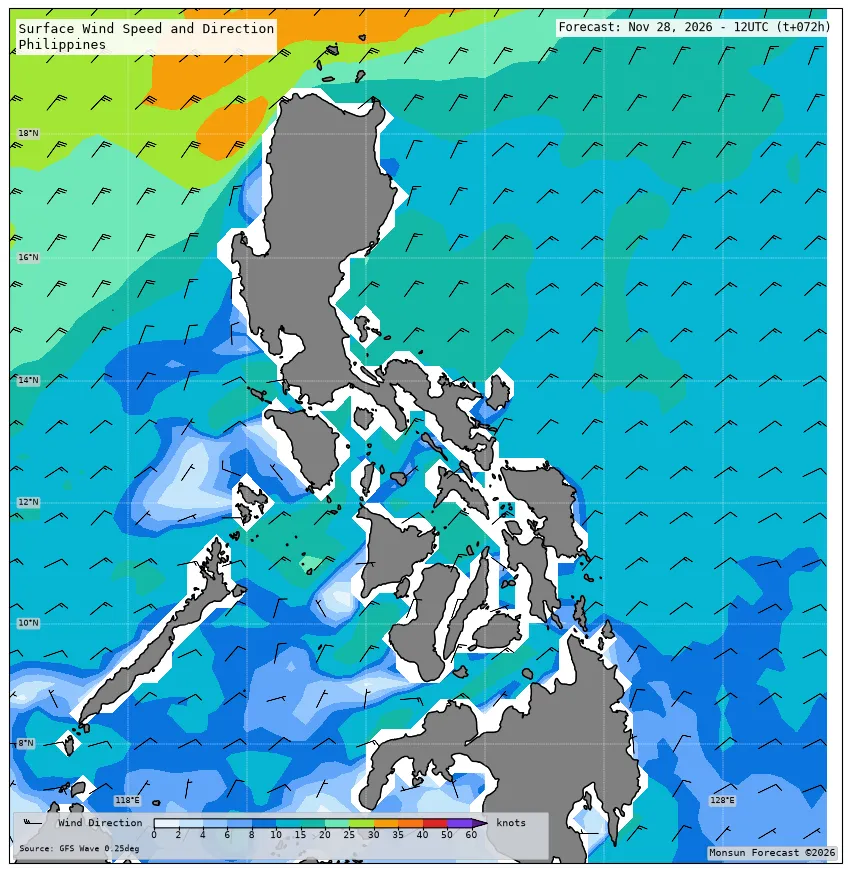 Surface Wind Speed and Direction
Philippines
Forecast: Nov 28, 2026 - 12UTC (t+072h)
18°N
16°N
14°N
12°N
10°N
8°N
118°E
128°E
Wind Direction
0 2 4 6 8 10 15 20 25 30 35 40 50 60
knots
Source: GFS Wave 0.25deg
Monsun Forecast ©2026